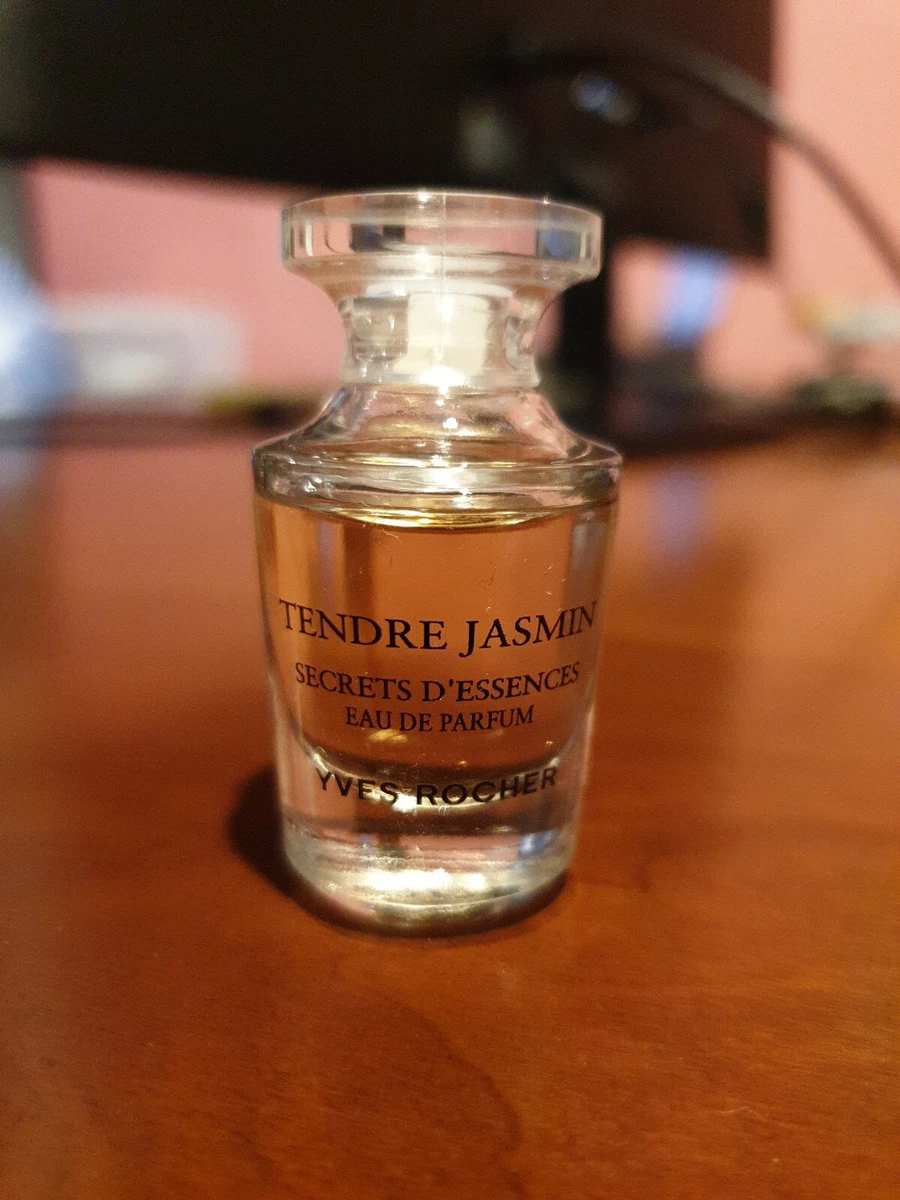 TENDRE JASMIN
SECRETS D'ESSENCES
EAU DE PARFUM
YVES ROCHER